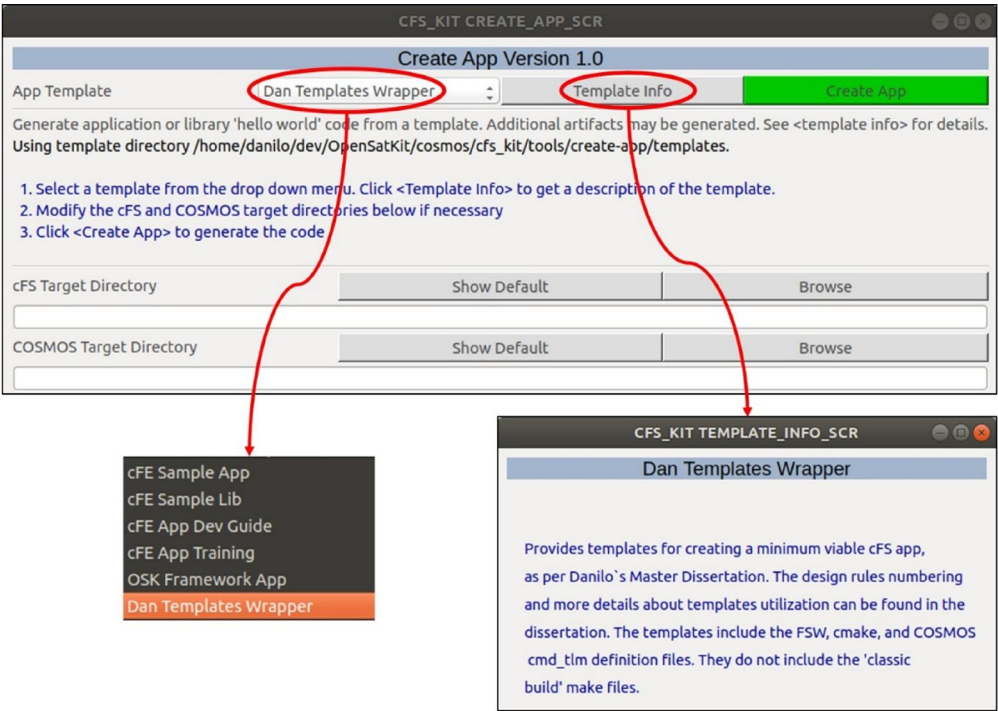 CFS_KIT CREATE_APP_SCR
Create App Version 1.0
App Template Dan Templates Wrapper Template Info Create App
Generate application or library 'hello world' code from a template. Additional artifacts may be generated. See <template info> for details.
Using template directory /home/danilo/dev/OpenSatKit/cosmos/cfs_kit/tools/create-app/templates.
1. Select a template from the drop down menu. Click <Template Info> to get a description of the template.
2. Modify the cFS and COSMOS target directories below if necessary
3. Click <Create App> to generate the code
cFS Target Directory Show Default Browse
COSMOS Target Directory Show Default Browse
cFE Sample App
cFE Sample Lib
cFE App Dev Guide
cFE App Training
OSK Framework App
Dan Templates Wrapper
CFS_KIT TEMPLATE_INFO_SCR
Dan Templates Wrapper
Provides templates for creating a minimum viable cFS app,
as per Danilo`s Master Dissertation. The design rules numbering
and more details about templates utilization can be found in the
dissertation. The templates include the FSW, cmake, and COSMOS
cmd_tlm definition files. They do not include the 'classic
build' make files.